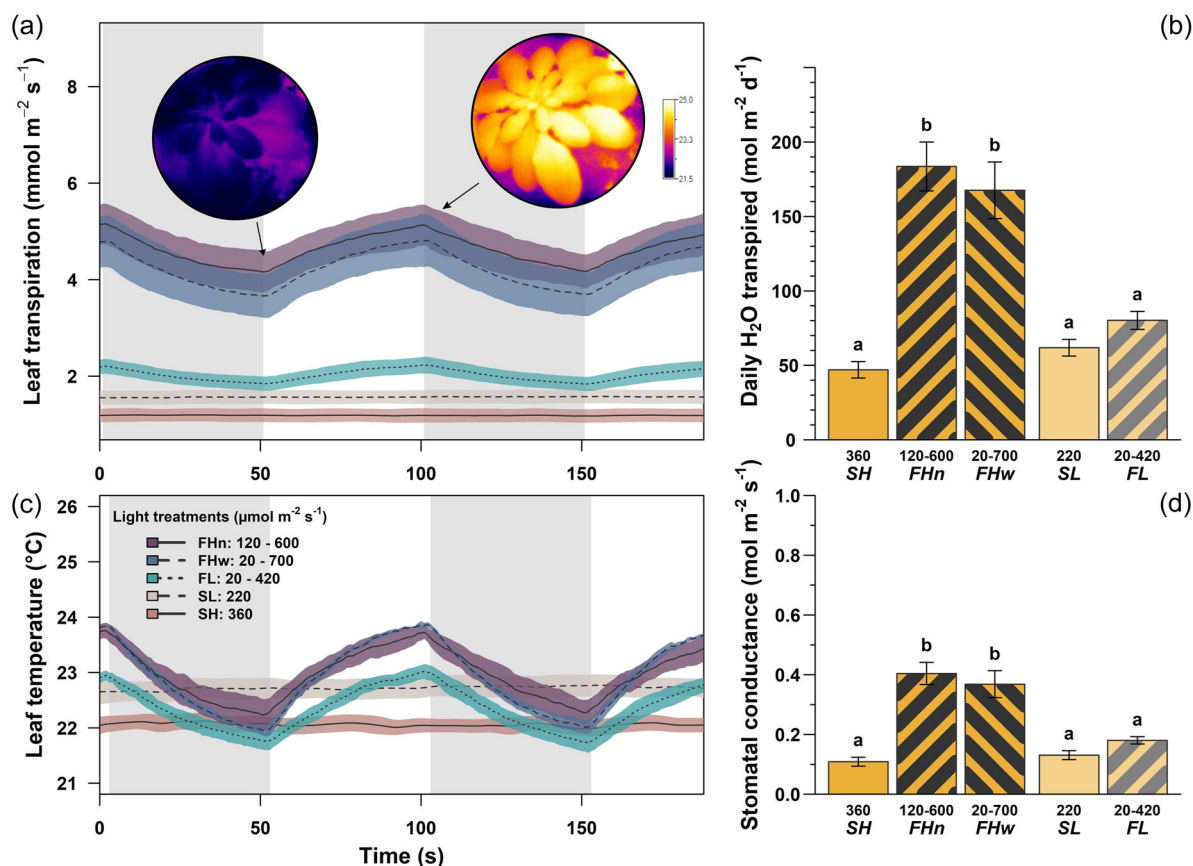 (a)
Leaf transpiration (mmol m⁻² s⁻¹)
8
6
4
2
0
50
100
150
25.0
23.3
21.5
(b)
Daily H₂O transpired (mol m⁻² d⁻¹)
200
150
100
50
0
a
b
b
a
a
360
120-600
20-700
220
20-420
SH
FHn
FHw
SL
FL
(c)
Leaf temperature (°C)
26
25
24
23
22
21
Light treatments (µmol m⁻² s⁻¹)
FHn: 120 - 600
FHw: 20 - 700
FL: 20 - 420
SL: 220
SH: 360
0
50
100
150
Time (s)
(d)
Stomatal conductance (mol m⁻² s⁻¹)
1.0
0.8
0.6
0.4
0.2
0.0
a
b
b
a
a
360
120-600
20-700
220
20-420
SH
FHn
FHw
SL
FL